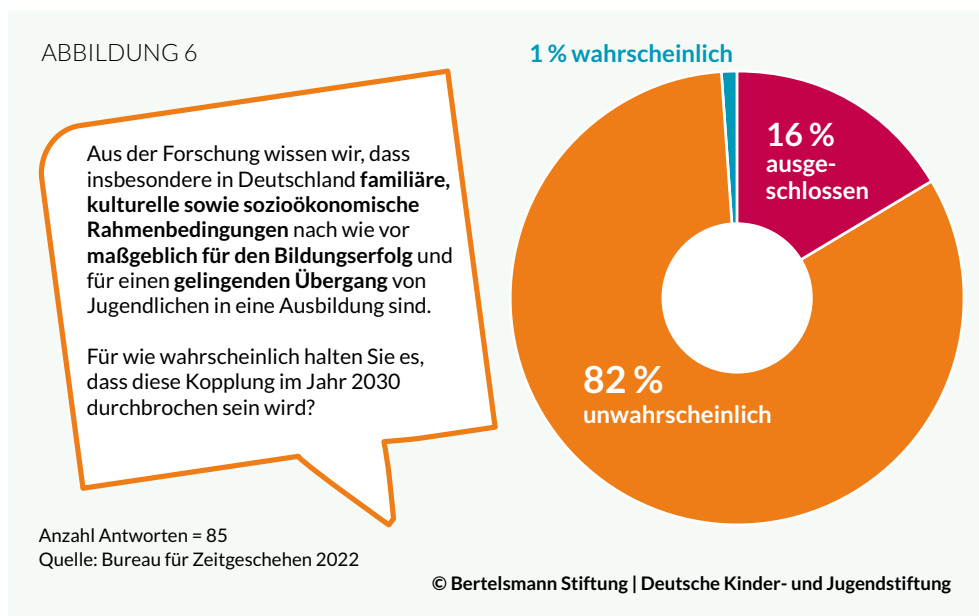 ABBILDUNG 6
Aus der Forschung wissen wir, dass
insbesondere in Deutschland familiäre,
kulturelle sowie sozioökonomische
Rahmenbedingungen nach wie vor
maßgeblich für den Bildungserfolg und
für einen gelingenden Übergang von
Jugendlichen in eine Ausbildung sind.
Für wie wahrscheinlich halten Sie es,
dass diese Kopplung im Jahr 2030
durchbrochen sein wird?
1 % wahrscheinlich
16 %
ausge-
schlossen
82 %
unwahrscheinlich
Anzahl Antworten = 85
Quelle: Bureau für Zeitgeschehen 2022
© Bertelsmann Stiftung | Deutsche Kinder- und Jugendstiftung